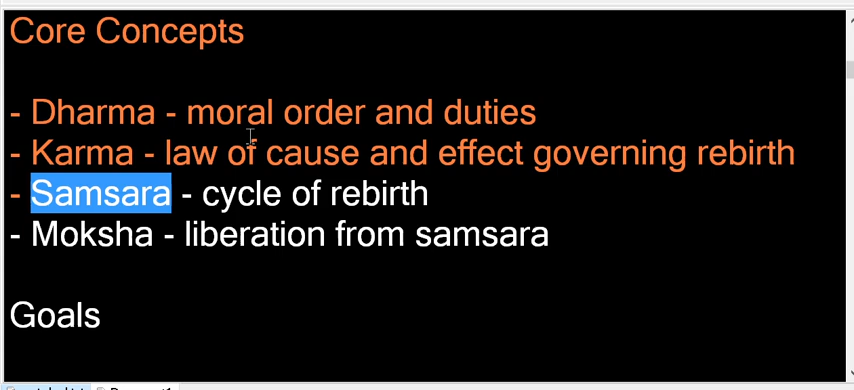 Core Concepts
- Dharma - moral order and duties
- Karma - law of cause and effect governing rebirth
- Samsara - cycle of rebirth
- Moksha - liberation from samsara
Goals